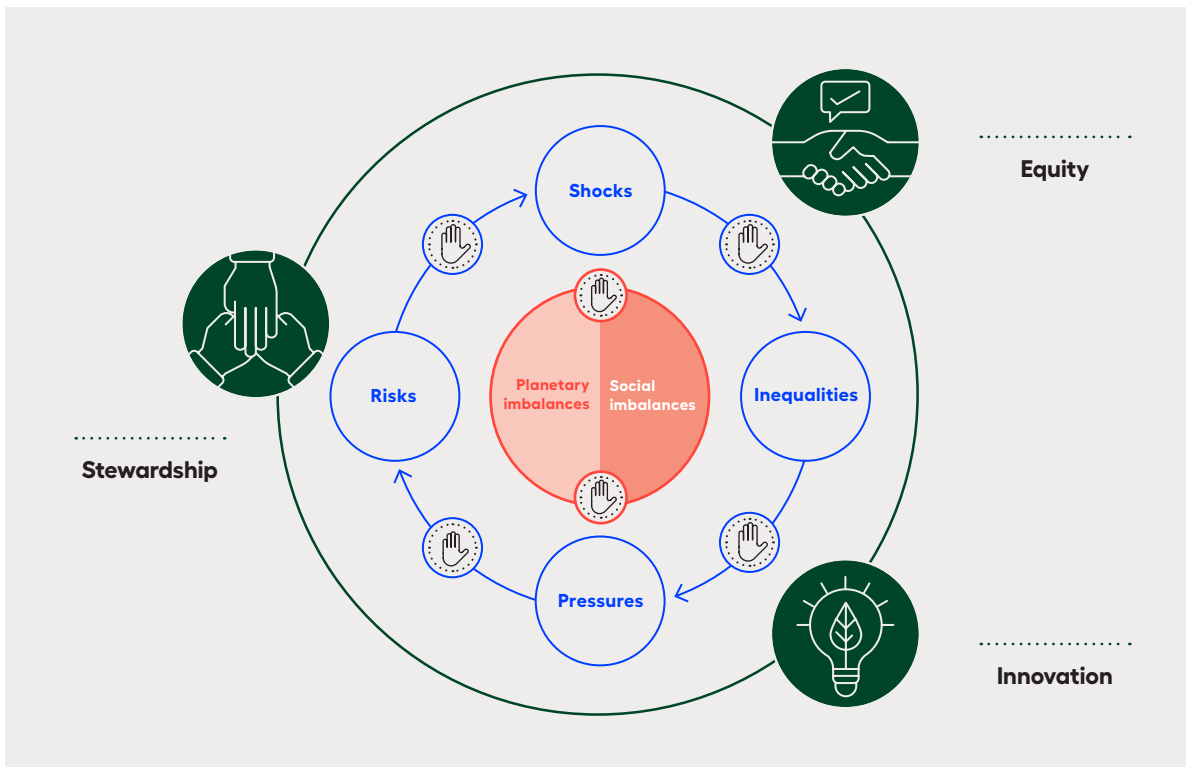 Equity
Shocks
Planetary
imbalances
Social
imbalances
Risks
Inequalities
Stewardship
Pressures
Innovation